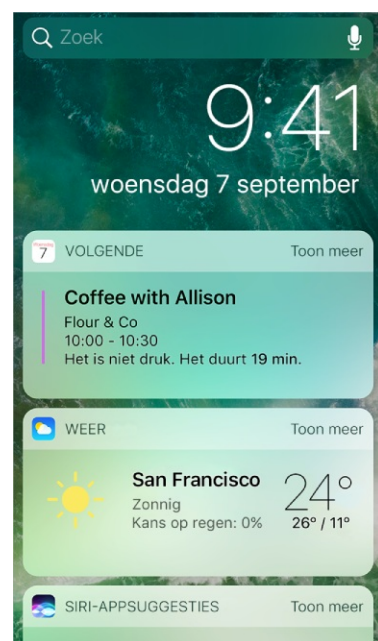 Zoek
9:41
woensdag 7 september
7 VOLGENDE Toon meer
Coffee with Allison
Flour & Co
10:00 - 10:30
Het is niet druk. Het duurt 19 min.
WEER Toon meer
San Francisco 24°
Zonnig
Kans op regen: 0% 26° / 11°
SIRI-APPSUGGESTIES Toon meer